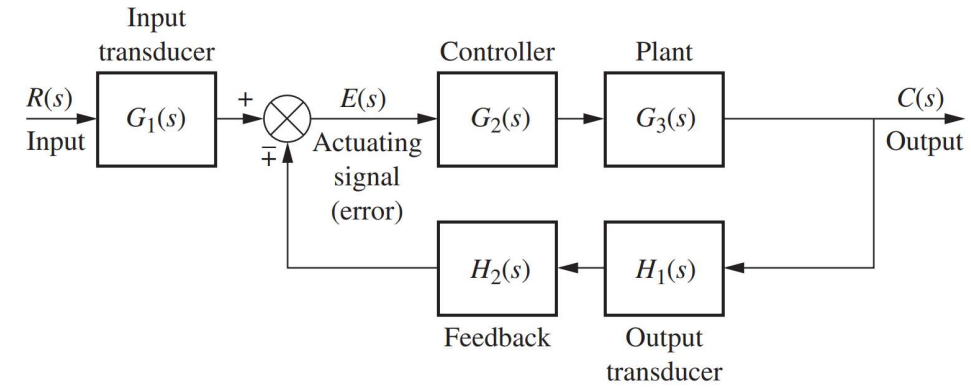 Input
transducer
Controller
Plant
R(s)
Input
G₁(s)
+
∓
E(s)
Actuating
signal
(error)
G₂(s)
G₃(s)
C(s)
Output
H₂(s)
H₁(s)
Feedback
Output
transducer